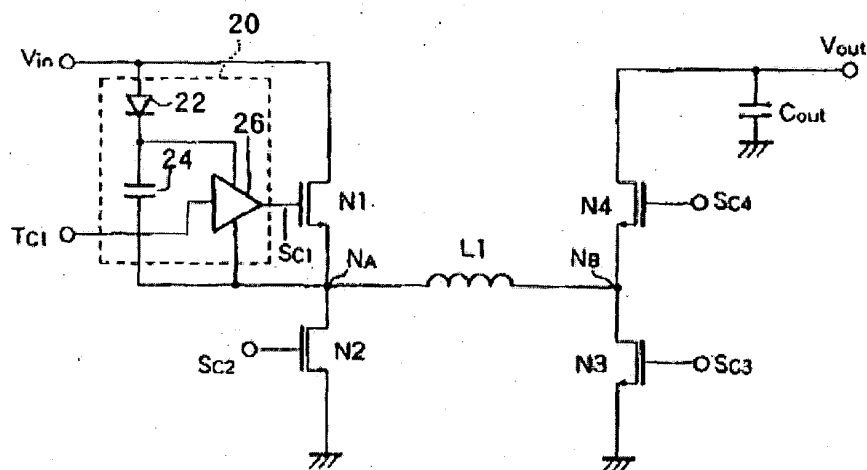 20
Vin
Vout
22
26
Cout
24
N1
N4
SC4
TC1
SC1
NA
L1
NB
SC2
N2
N3
SC3